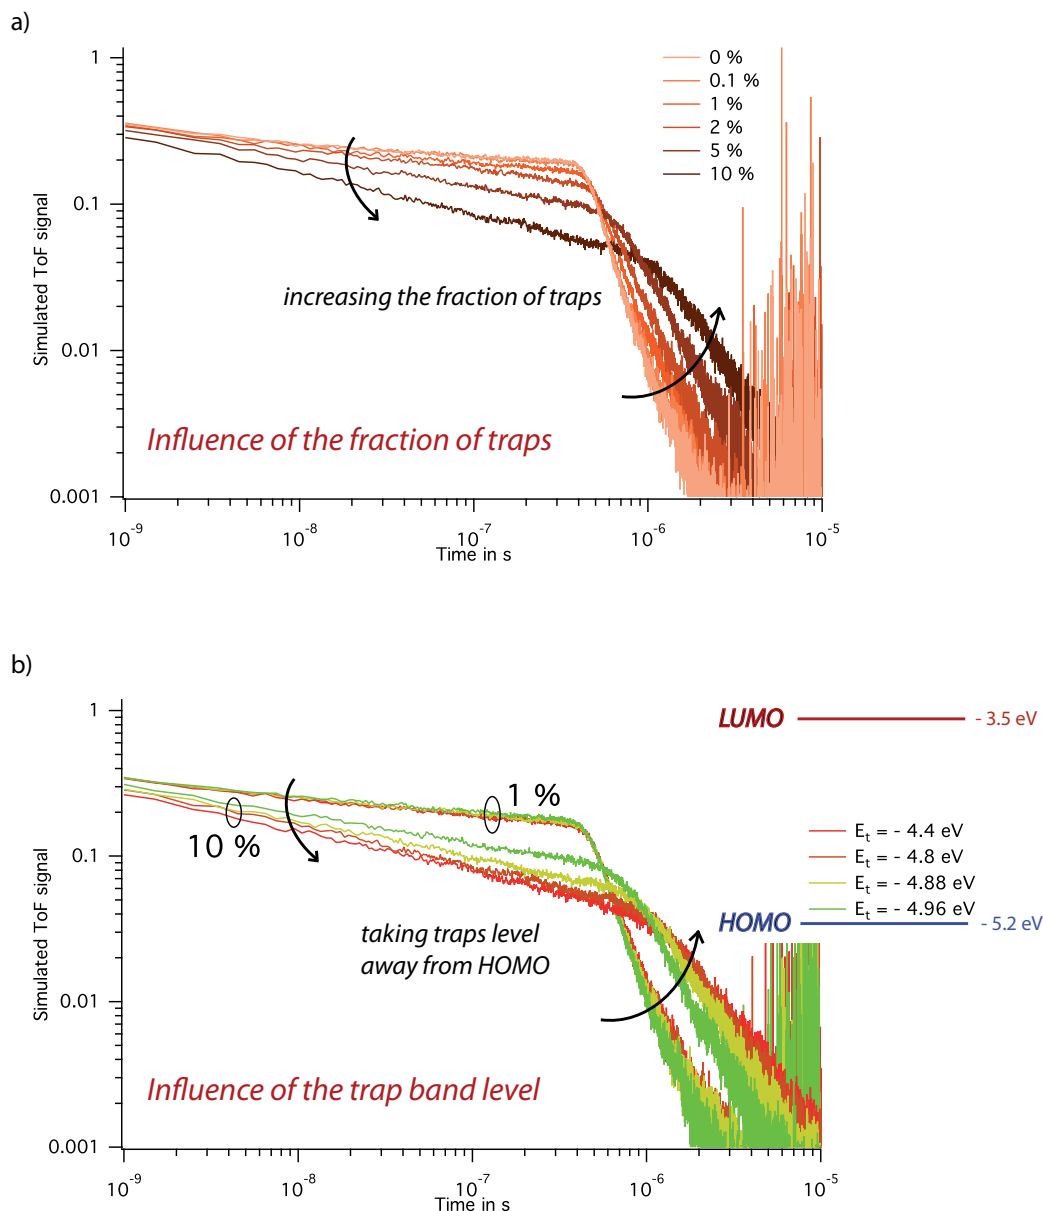 a)
1
0.1
0.01
0.001
Simulated ToF signal
0 %
0.1 %
1 %
2 %
5 %
10 %
increasing the fraction of traps
Influence of the fraction of traps
10-9
10-8
10-7
10-6
10-5
Time in s
b)
1
0.1
0.01
0.001
Simulated ToF signal
LUMO
- 3.5 eV
1 %
10 %
Et = - 4.4 eV
Et = - 4.8 eV
Et = - 4.88 eV
Et = - 4.96 eV
HOMO
- 5.2 eV
taking traps level
away from HOMO
Influence of the trap band level
10-9
10-8
10-7
10-6
10-5
Time in s